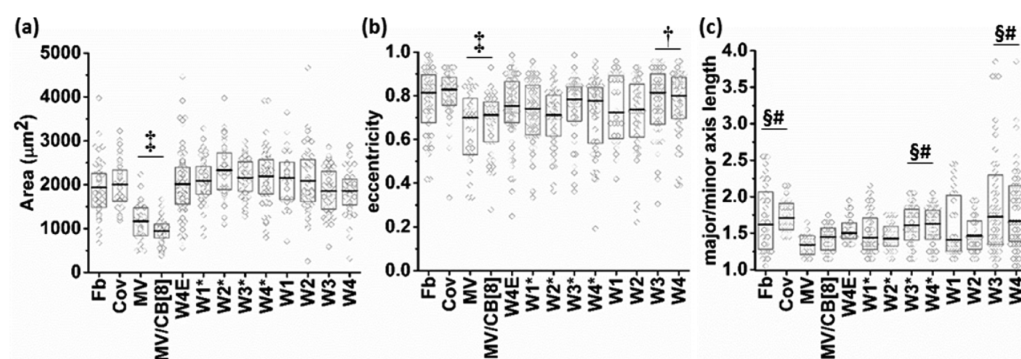 (a)
Area (μm²)
5000
4000
3000
2000
1000
0
‡
Fb
Cov
MV
MV/CB[8]
W4E
W1*
W2*
W3*
W4*
W1
W2
W3
W4
(b)
eccentricity
1.0
0.8
0.6
0.4
0.2
0.0
‡
†
Fb
Cov
MV
MV/CB[8]
W4E
W1*
W2*
W3*
W4*
W1
W2
W3
W4
(c)
major/minor axis length
4.0
3.5
3.0
2.5
2.0
1.5
1.0
§#
§#
§#
Fb
Cov
MV
MV/CB[8]
W4E
W1*
W2*
W3*
W4*
W1
W2
W3
W4